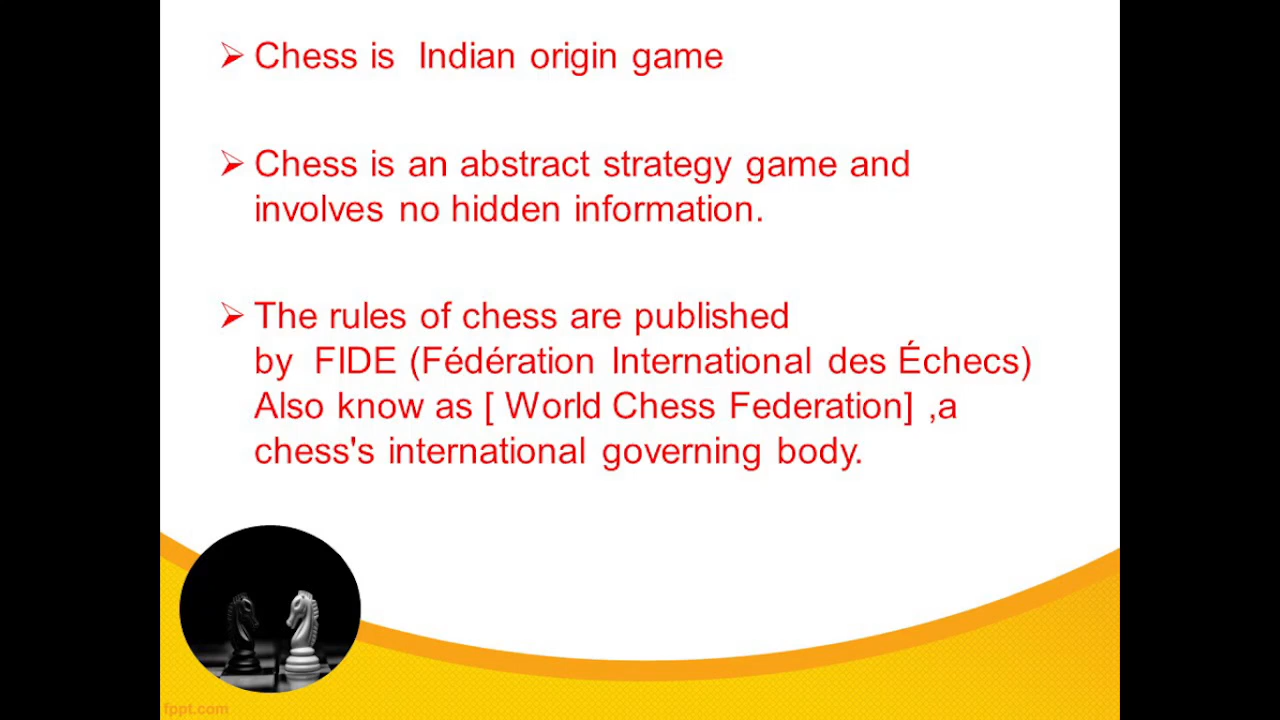 ➢ Chess is  Indian origin game
➢ Chess is an abstract strategy game and
involves no hidden information.
➢ The rules of chess are published
by  FIDE (Fédération International des Échecs)
Also know as [ World Chess Federation] ,a
chess's international governing body.
fppt.com